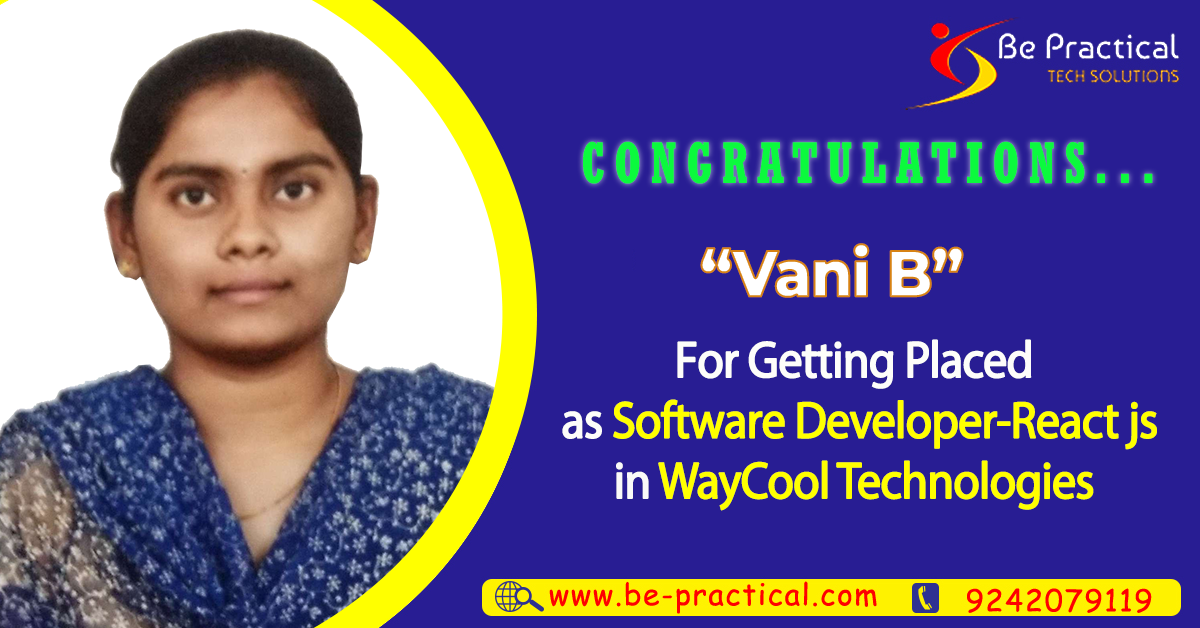 Be Practical
TECH SOLUTIONS
CONGRATULATIONS...
“Vani B”
For Getting Placed
as Software Developer-React js
in WayCool Technologies
www.be-practical.com 9242079119